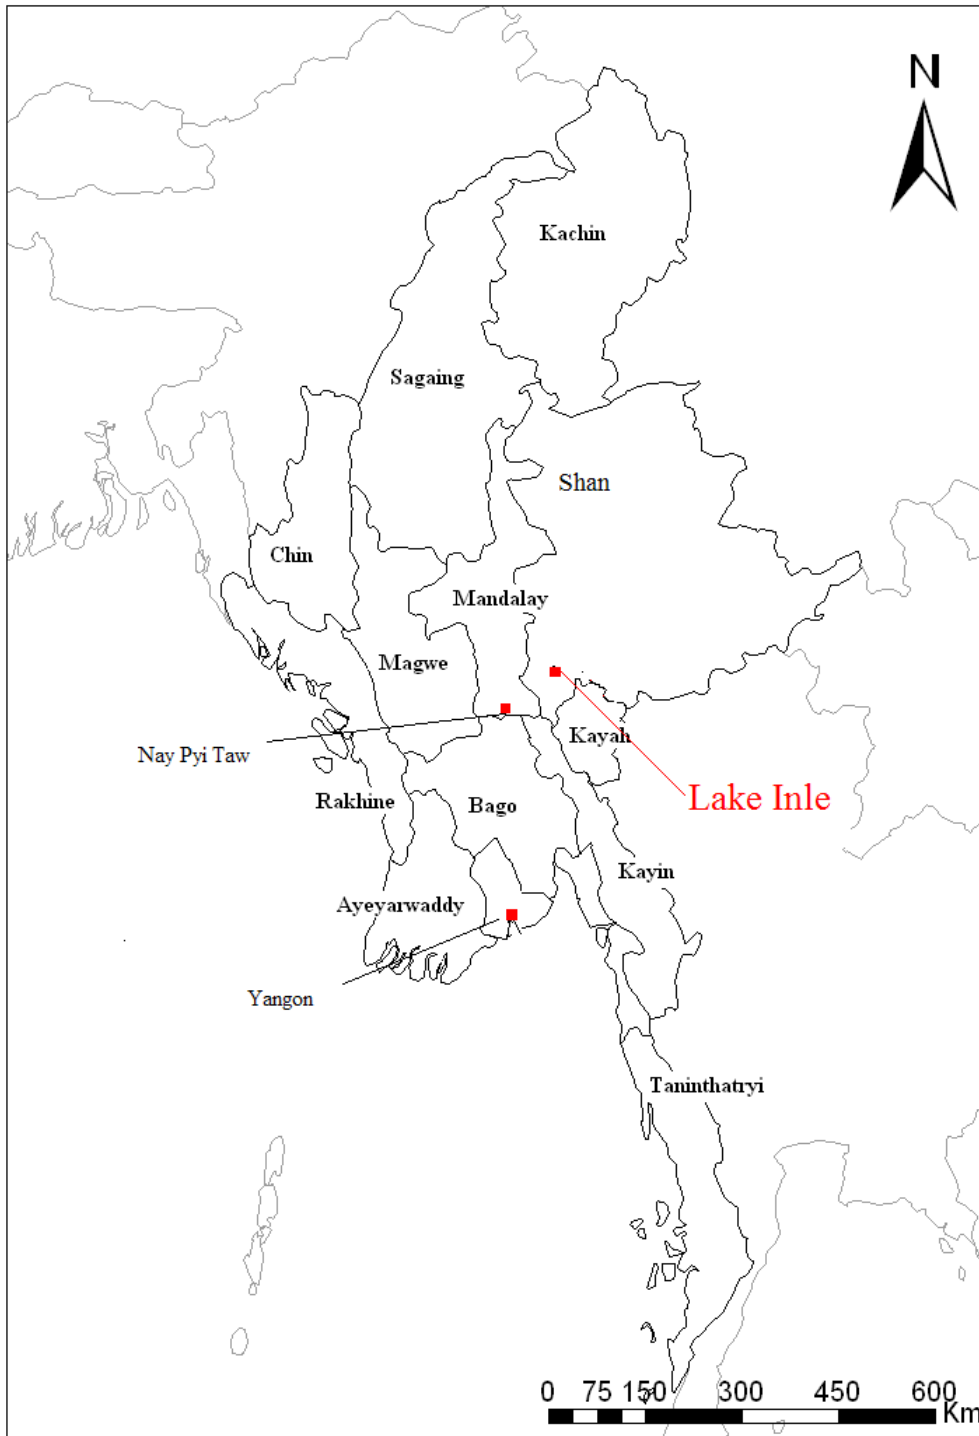 N
Kachin
Sagaing
Shan
Chin
Mandalay
Magwe
Nay Pyi Taw
Kayah
Rakhine
Bago
Lake Inle
Kayin
Ayeyarwaddy
Yangon
Taninthatryi
0 75 150 300 450 600
Km